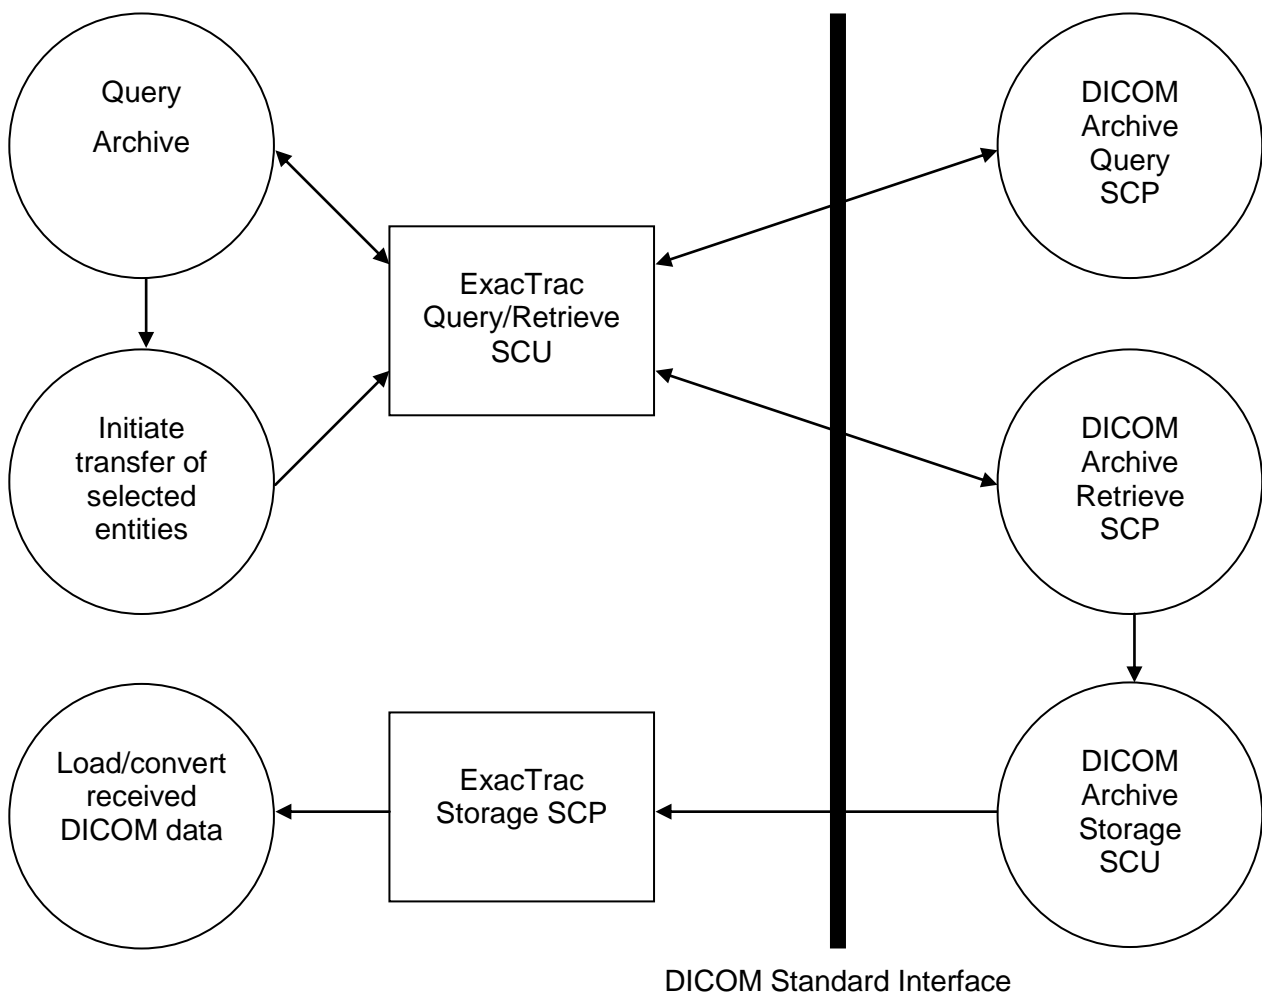 Query
Archive
DICOM
Archive
Query
SCP
ExacTrac
Query/Retrieve
SCU
Initiate
transfer of
selected
entities
DICOM
Archive
Retrieve
SCP
Load/convert
received
DICOM data
ExacTrac
Storage SCP
DICOM
Archive
Storage
SCU
DICOM Standard Interface